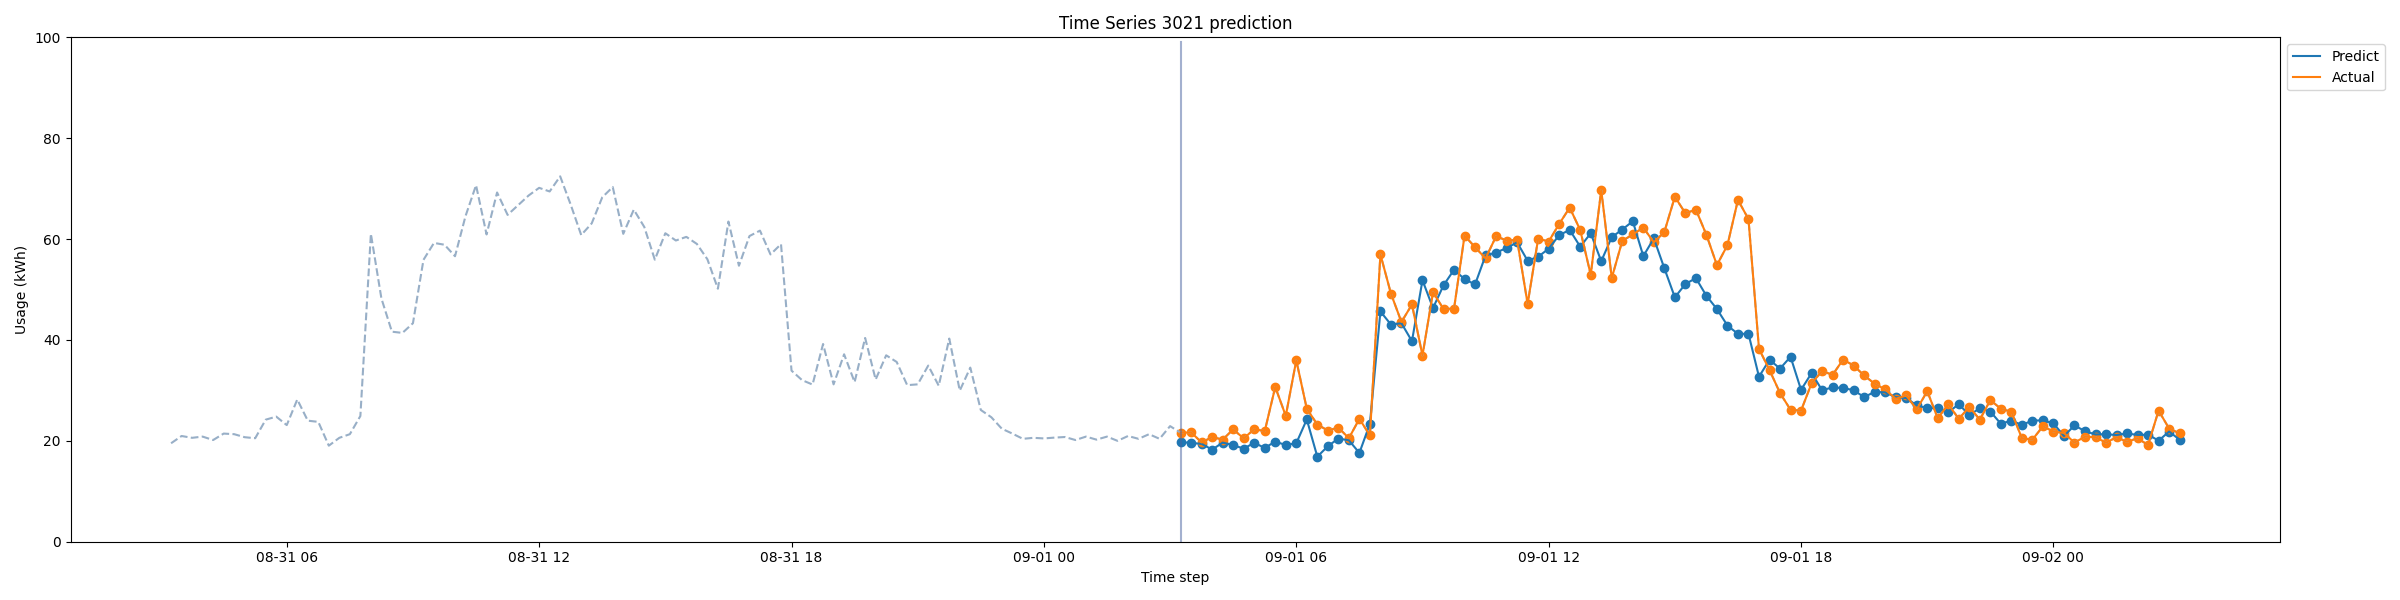 Time Series 3021 prediction
100
80
60
40
20
0
Usage (kWh)
08-31 06
08-31 12
08-31 18
09-01 00
09-01 06
09-01 12
09-01 18
09-02 00
Time step
Predict
Actual